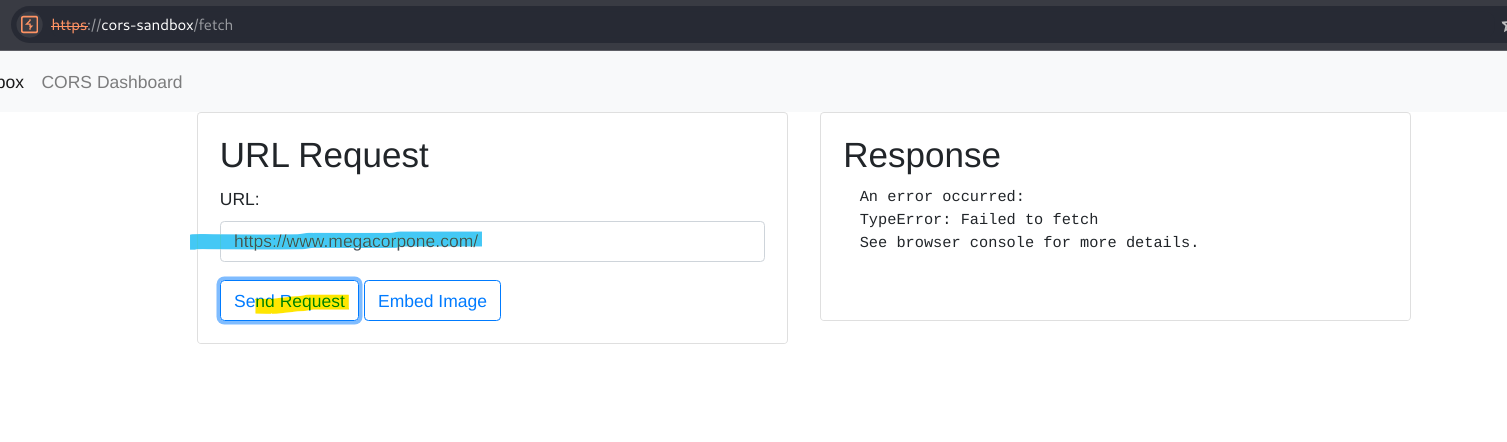 https://cors-sandbox/fetch
box CORS Dashboard
URL Request
URL:
https://www.megacorpone.com/
Send Request Embed Image
Response
An error occurred:
TypeError: Failed to fetch
See browser console for more details.